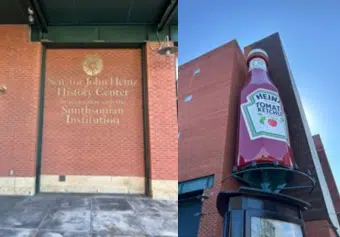 Senator John Heinz
History Center
in association with the
Smithsonian
Institution
HEINZ
TOMATO
KETCHUP